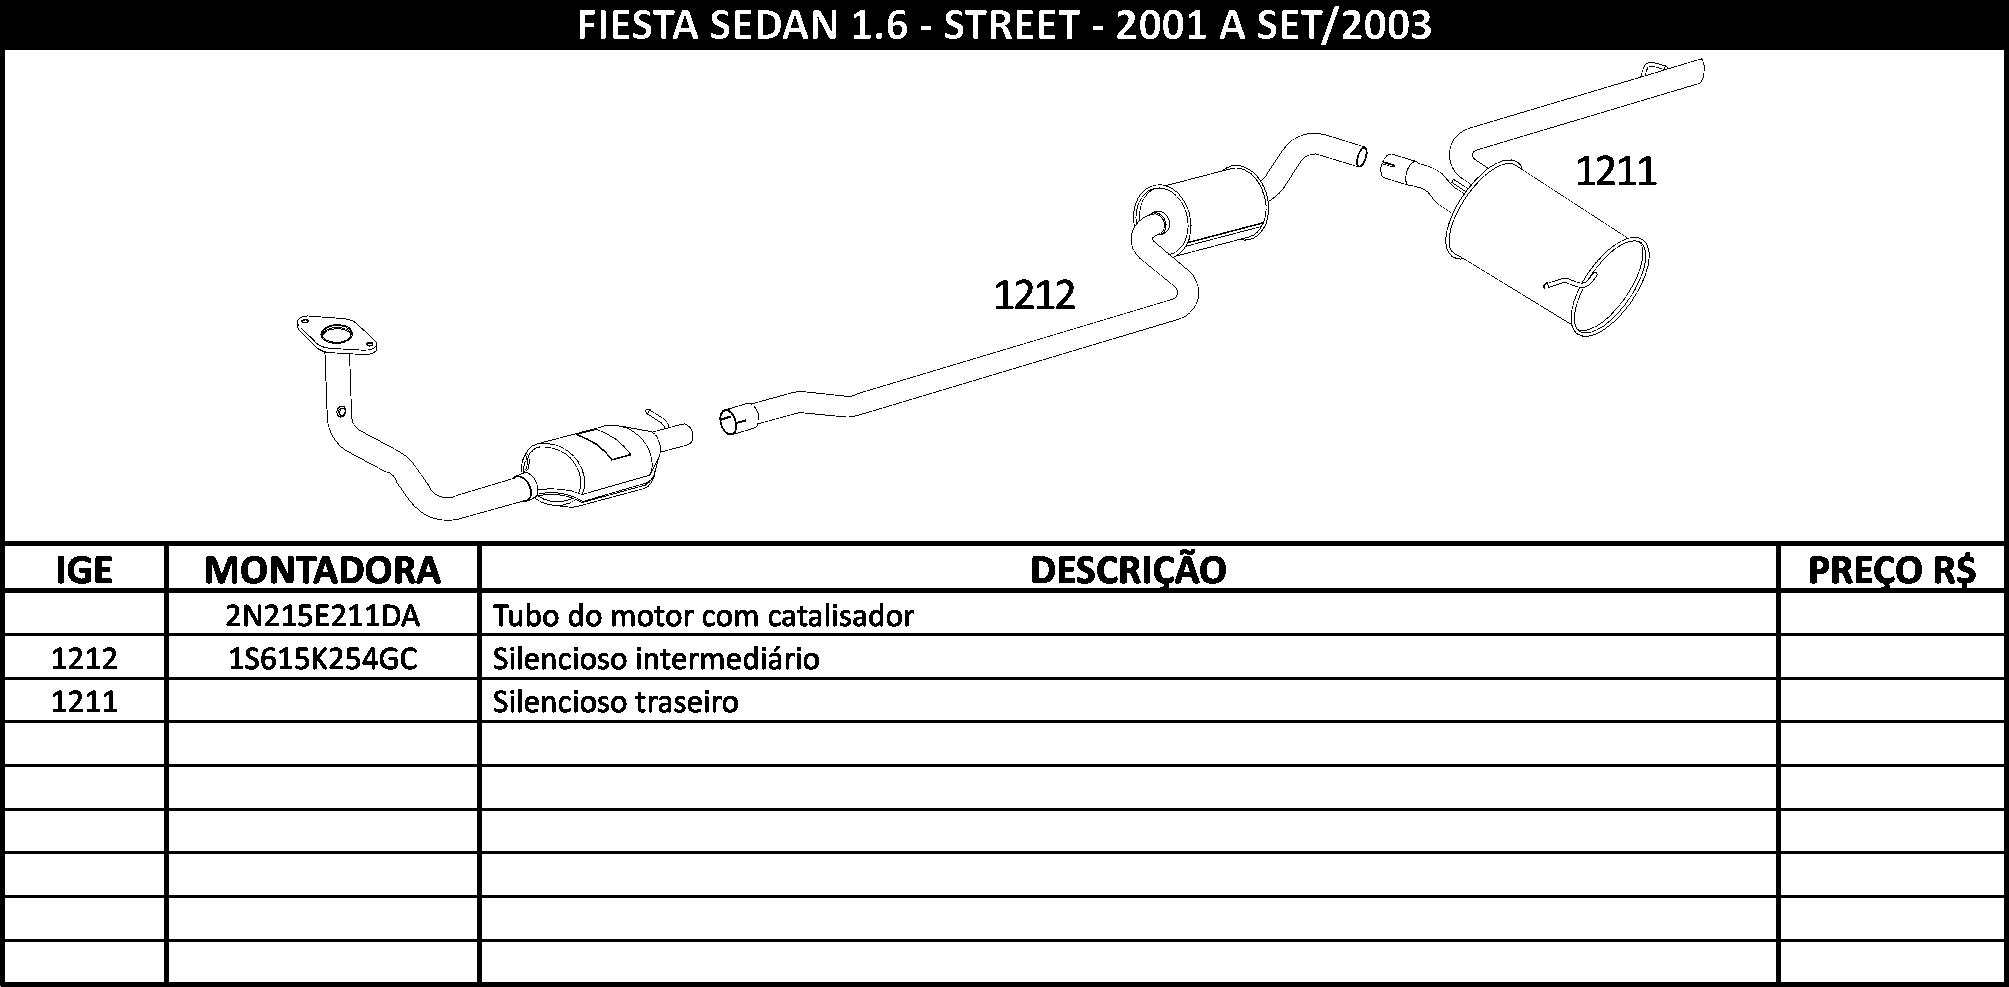 FIESTA SEDAN 1.6 - STREET - 2001 A SET/2003
1211
1212
IGE MONTADORA DESCRIÇÃO PREÇO R$
2N215E211DA Tubo do motor com catalisador
1212 1S615K254GC Silencioso intermediário
1211 Silencioso traseiro